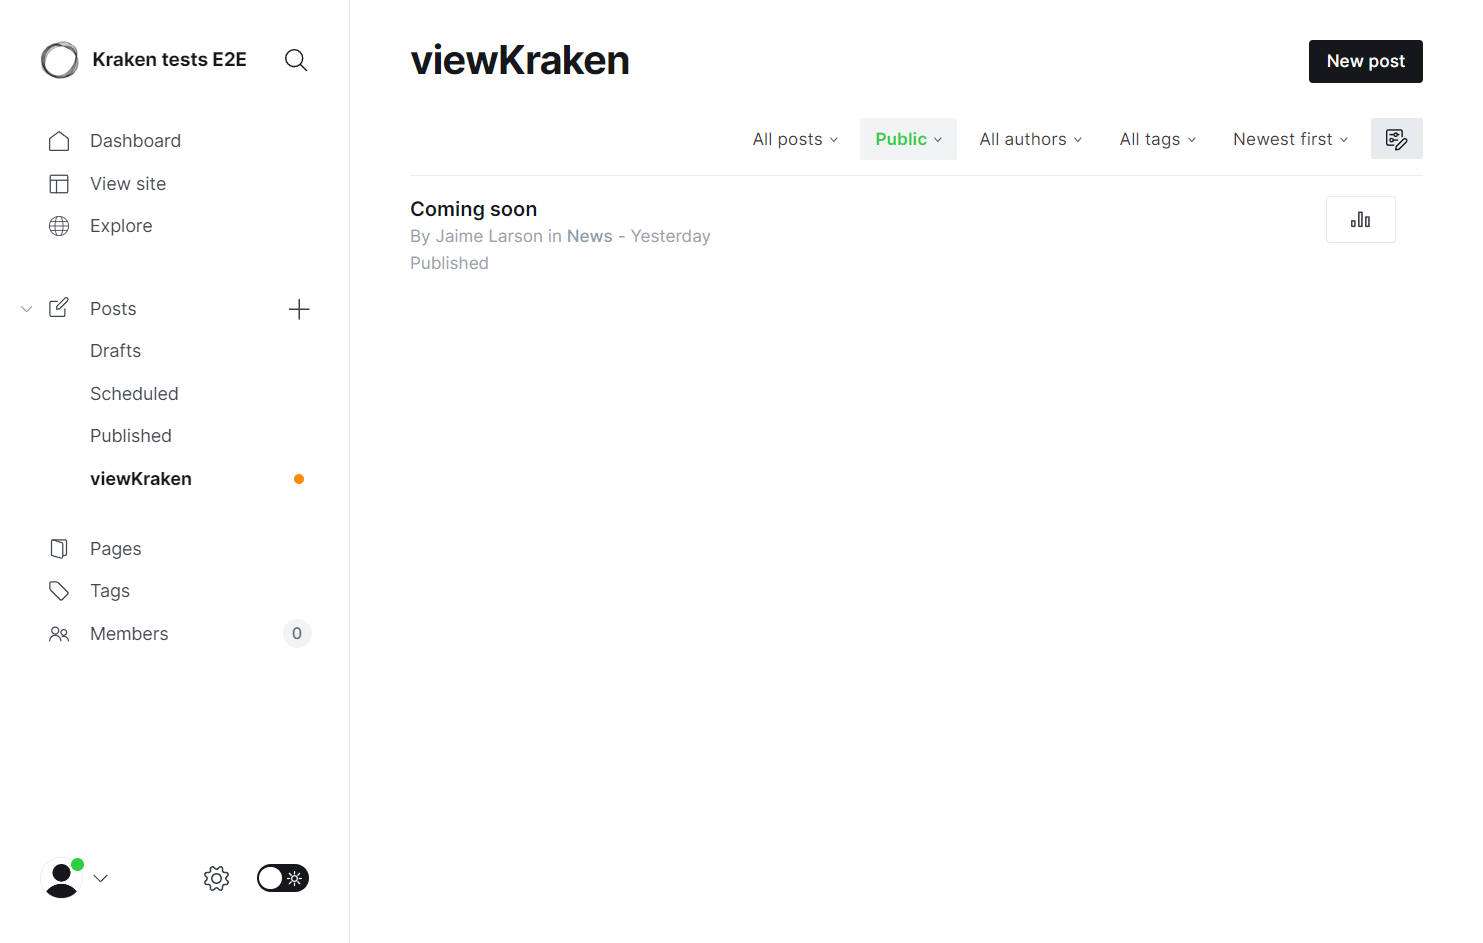 Kraken tests E2E
Dashboard
View site
Explore
Posts
Drafts
Scheduled
Published
viewKraken
Pages
Tags
Members 0
viewKraken
New post
All posts Public All authors All tags Newest first
Coming soon
By Jaime Larson in News - Yesterday
Published